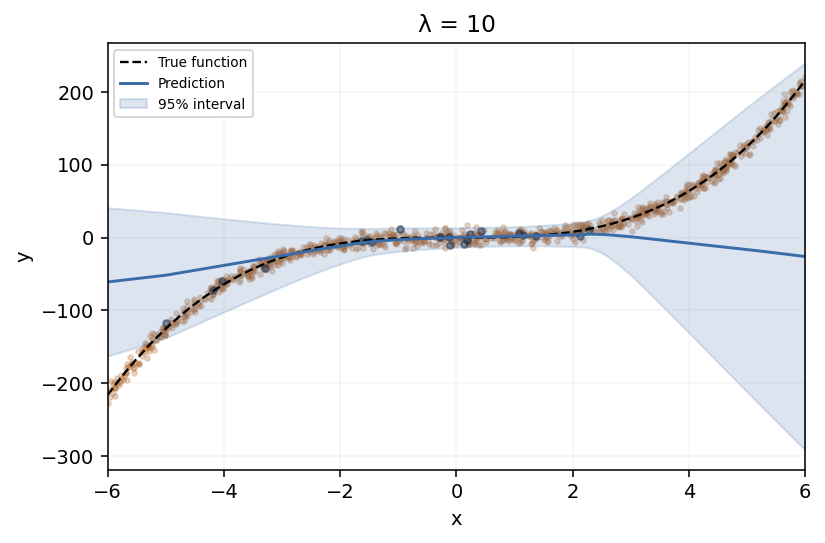 λ = 10
True function
Prediction
95% interval
200
100
0
−100
−200
−300
y
−6
−4
−2
0
2
4
6
x